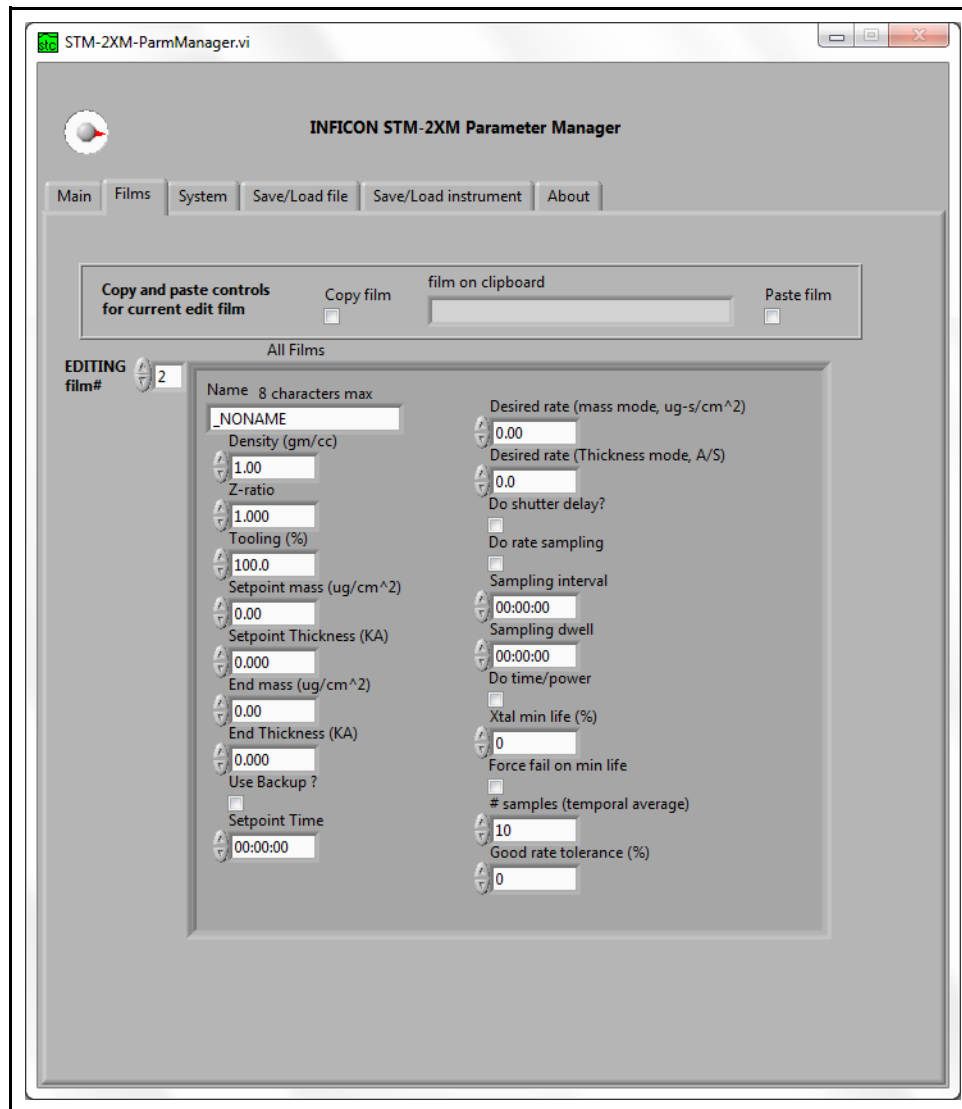 stc STM-2XM-ParmManager.vi
INFICON STM-2XM Parameter Manager
Main Films System Save/Load file Save/Load instrument About
Copy and paste controls
for current edit film
Copy film
film on clipboard
Paste film
All Films
EDITING
film#
2
Name 8 characters max
_NONAME
Density (gm/cc)
1.00
Z-ratio
1.000
Tooling (%)
100.0
Setpoint mass (ug/cm^2)
0.00
Setpoint Thickness (KA)
0.000
End mass (ug/cm^2)
0.00
End Thickness (KA)
0.000
Use Backup ?
Setpoint Time
00:00:00
Desired rate (mass mode, ug-s/cm^2)
0.00
Desired rate (Thickness mode, A/S)
0.0
Do shutter delay?
Do rate sampling
Sampling interval
00:00:00
Sampling dwell
00:00:00
Do time/power
Xtal min life (%)
0
Force fail on min life
# samples (temporal average)
10
Good rate tolerance (%)
0